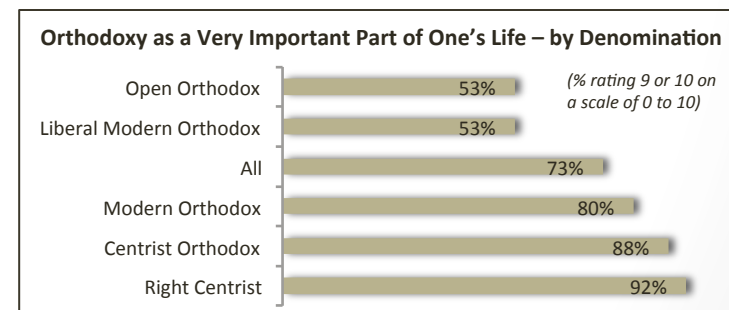 Orthodoxy as a Very Important Part of One's Life – by Denomination
(% rating 9 or 10 on
a scale of 0 to 10)
Open Orthodox 53%
Liberal Modern Orthodox 53%
All 73%
Modern Orthodox 80%
Centrist Orthodox 88%
Right Centrist 92%